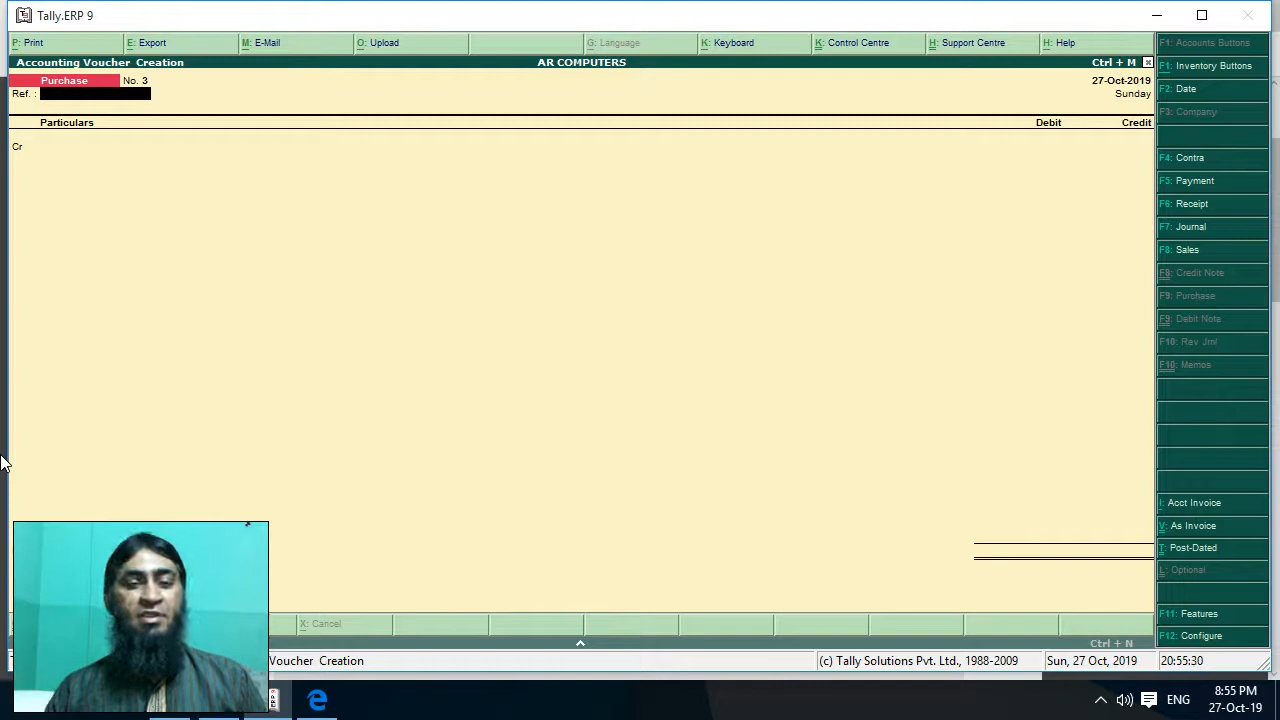 Tally.ERP 9
P: Print
E: Export
M: E-Mail
O: Upload
G: Language
K: Keyboard
K: Control Centre
H: Support Centre
H: Help
Accounting Voucher Creation
AR COMPUTERS
Ctrl + M
Purchase No. 3
27-Oct-2019
Ref. :
Sunday
Particulars
Debit
Credit
Cr
F1: Accounts Buttons
F1: Inventory Buttons
F2: Date
F3: Company
F4: Contra
F5: Payment
F6: Receipt
F7: Journal
F8: Sales
F8: Credit Note
F9: Purchase
F9: Debit Note
F10: Rev Jrnl
F10: Memos
I: Acct Invoice
V: As Invoice
T: Post-Dated
L: Optional
F11: Features
F12: Configure
X: Cancel
Ctrl + N
Voucher Creation
(c) Tally Solutions Pvt. Ltd., 1988-2009
Sun, 27 Oct, 2019
20:55:30
ENG
8:55 PM
27-Oct-19